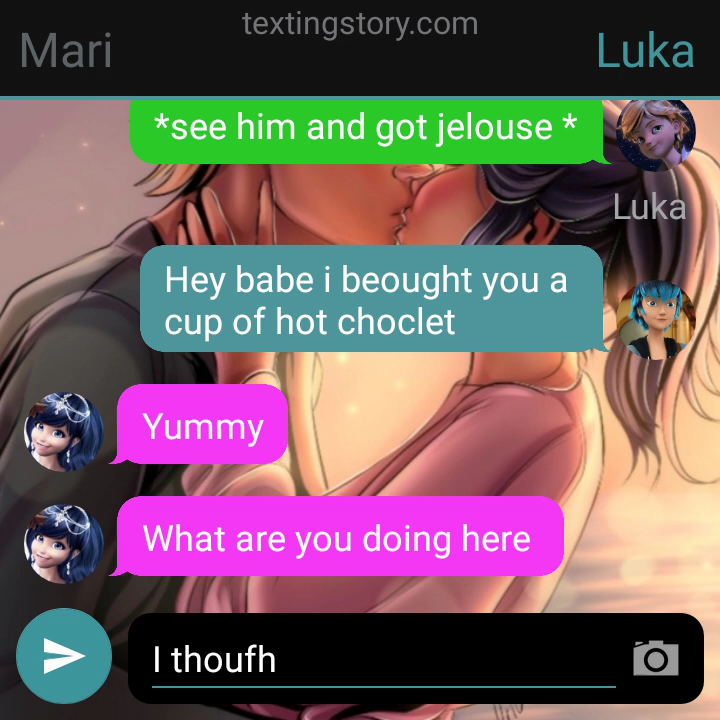 textingstory.com
Mari
Luka
*see him and got jelouse *
Luka
Hey babe i beought you a
cup of hot choclet
Yummy
What are you doing here
I thoufh